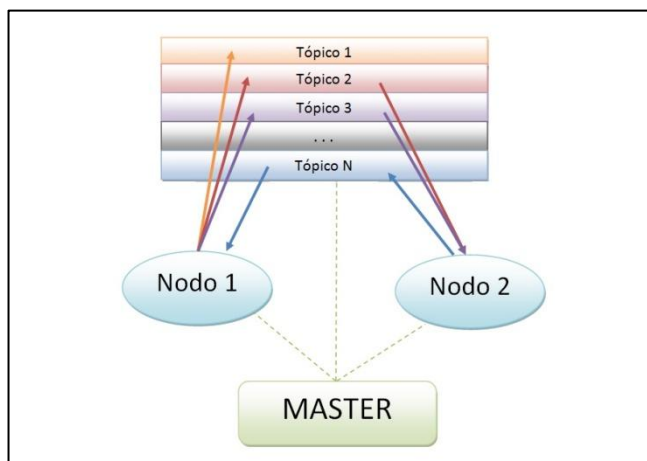 Tópico 1
Tópico 2
Tópico 3
. . .
Tópico N
Nodo 1
Nodo 2
MASTER